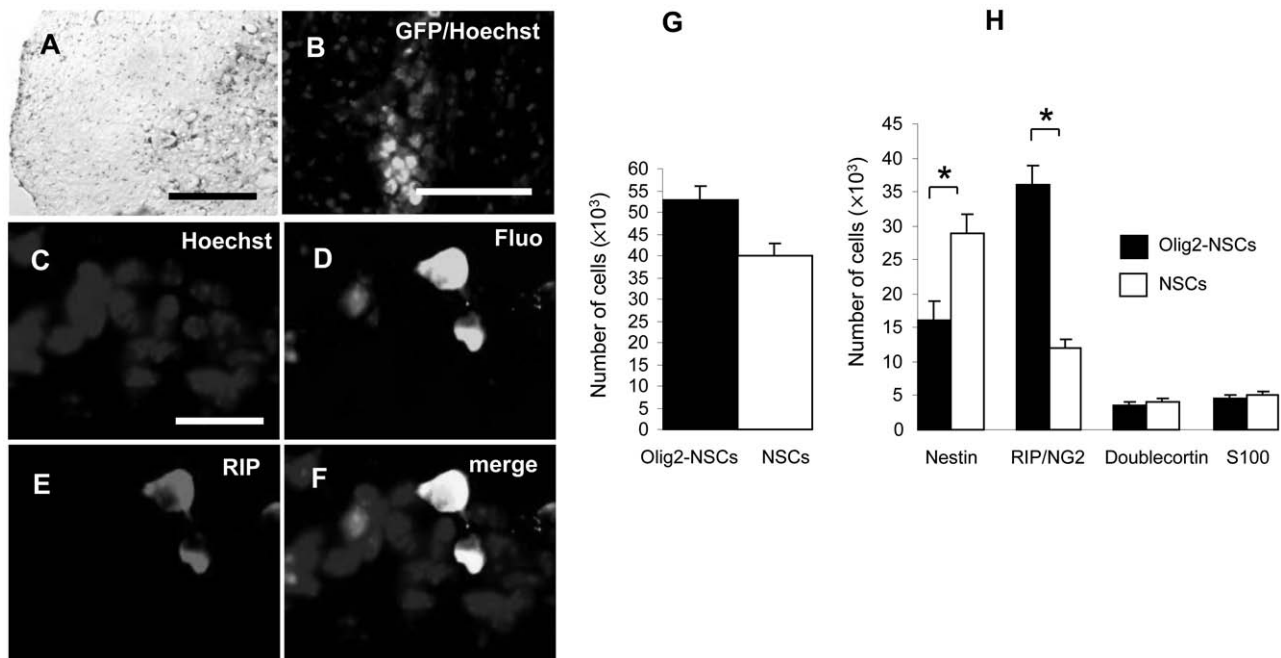 A
B
GFP/Hoechst
C
Hoechst
D
Fluo
E
RIP
F
merge
G
Number of cells (×10³)
60
55
50
45
40
35
30
25
20
15
10
5
0
Olig2-NSCs NSCs
H
Number of cells (×10³)
45
40
35
30
25
20
15
10
5
0
*
*
Nestin RIP/NG2 Doublecortin S100
Olig2-NSCs
NSCs